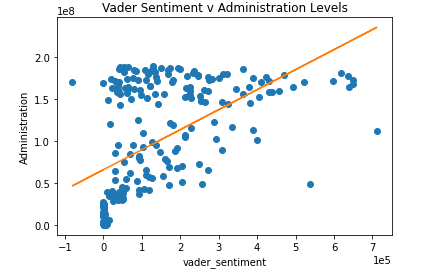 Vader Sentiment v Administration Levels
1e8
2.0
1.5
1.0
0.5
0.0
Administration
−1 0 1 2 3 4 5 6 7
1e5
vader_sentiment